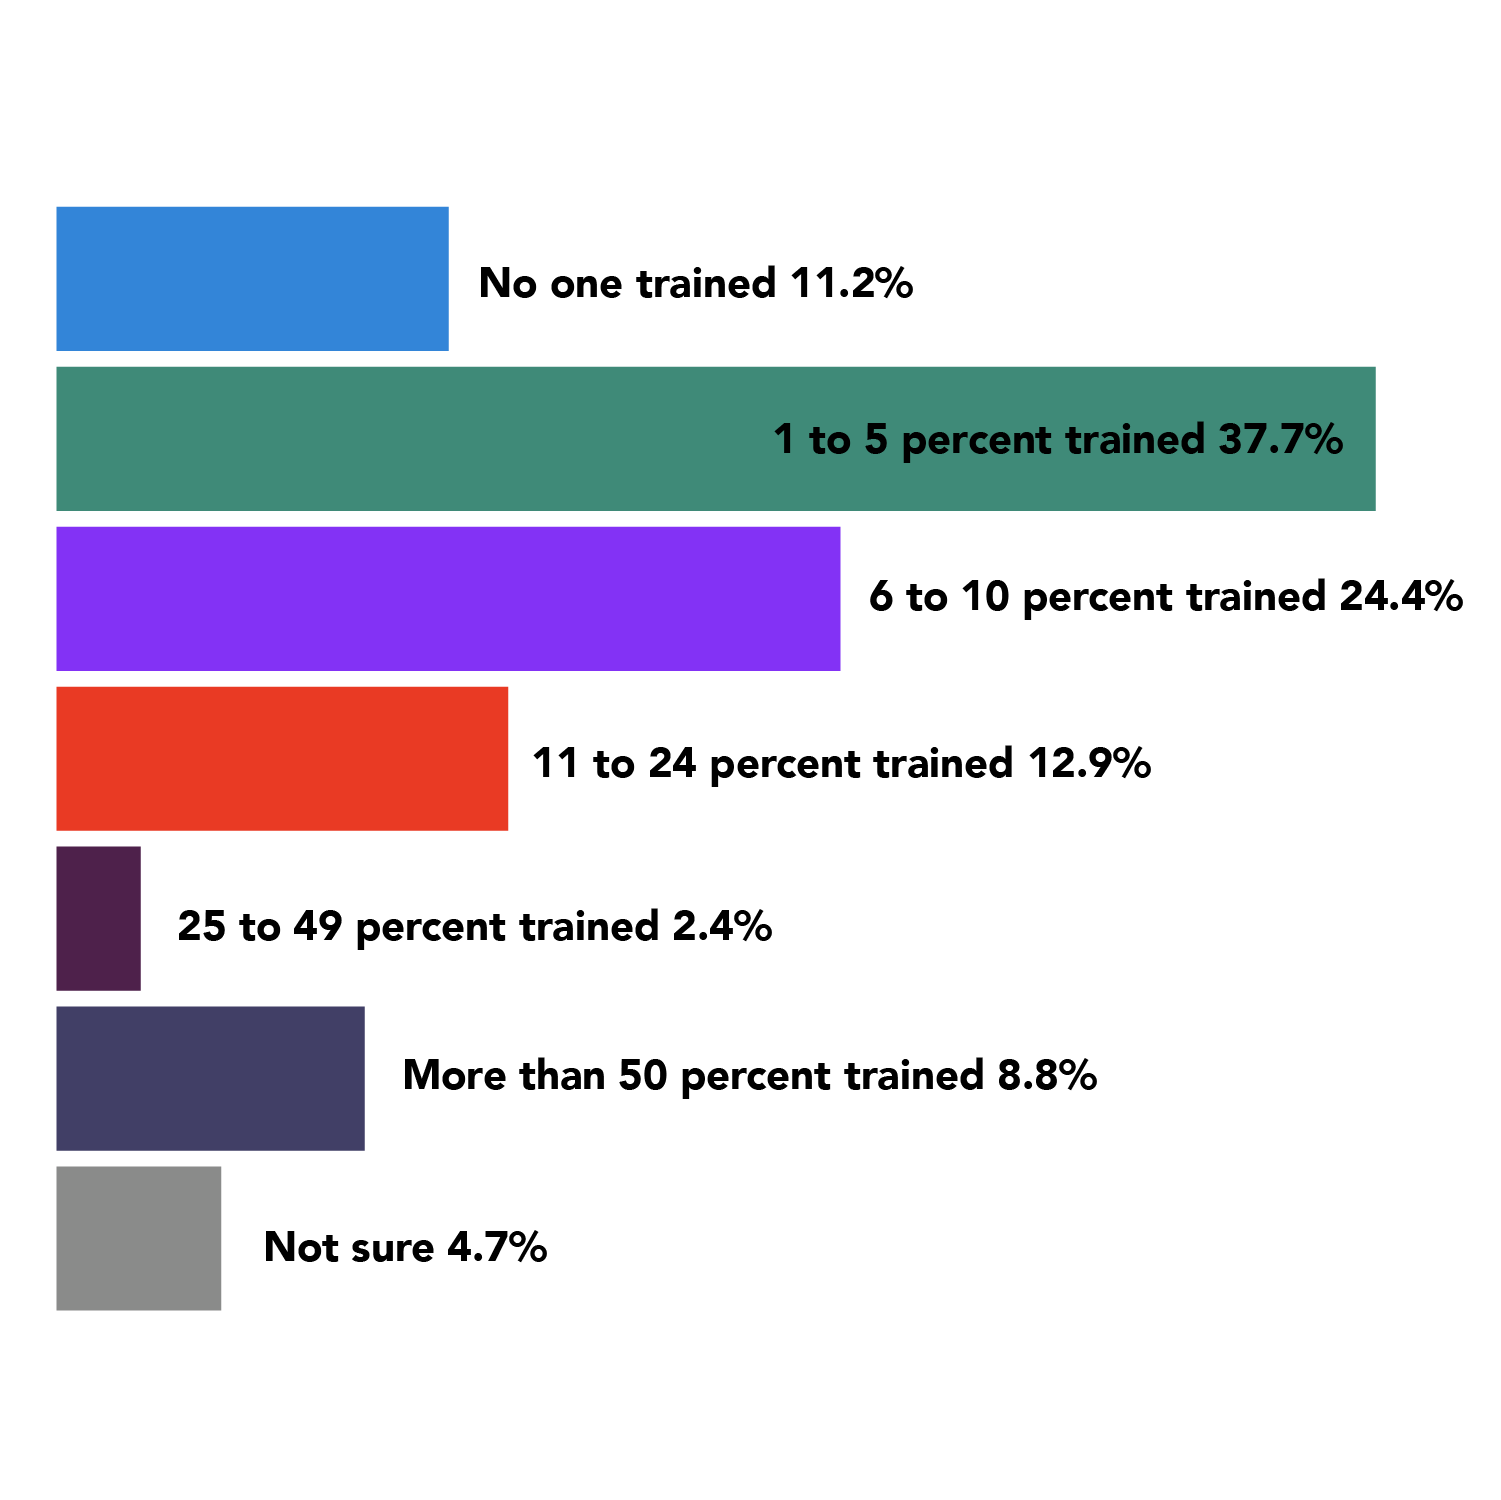 No one trained 11.2%
1 to 5 percent trained 37.7%
6 to 10 percent trained 24.4%
11 to 24 percent trained 12.9%
25 to 49 percent trained 2.4%
More than 50 percent trained 8.8%
Not sure 4.7%